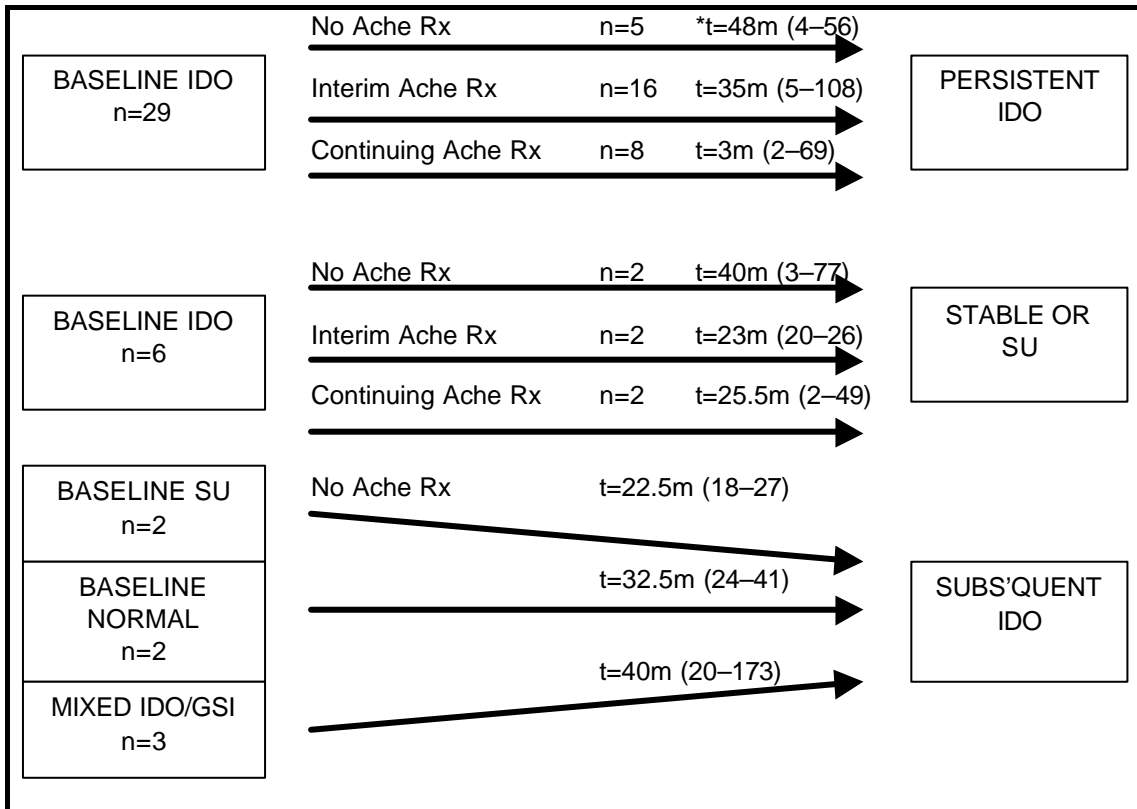 No Ache Rx n=5 *t=48m (4–56)
BASELINE IDO
n=29
Interim Ache Rx n=16 t=35m (5–108)
Continuing Ache Rx n=8 t=3m (2–69)
PERSISTENT
IDO
BASELINE IDO
n=6
No Ache Rx n=2 t=40m (3–77)
Interim Ache Rx n=2 t=23m (20–26)
Continuing Ache Rx n=2 t=25.5m (2–49)
STABLE OR
SU
BASELINE SU
n=2
No Ache Rx t=22.5m (18–27)
BASELINE
NORMAL
n=2
t=32.5m (24–41)
MIXED IDO/GSI
n=3
t=40m (20–173)
SUBS'QUENT
IDO